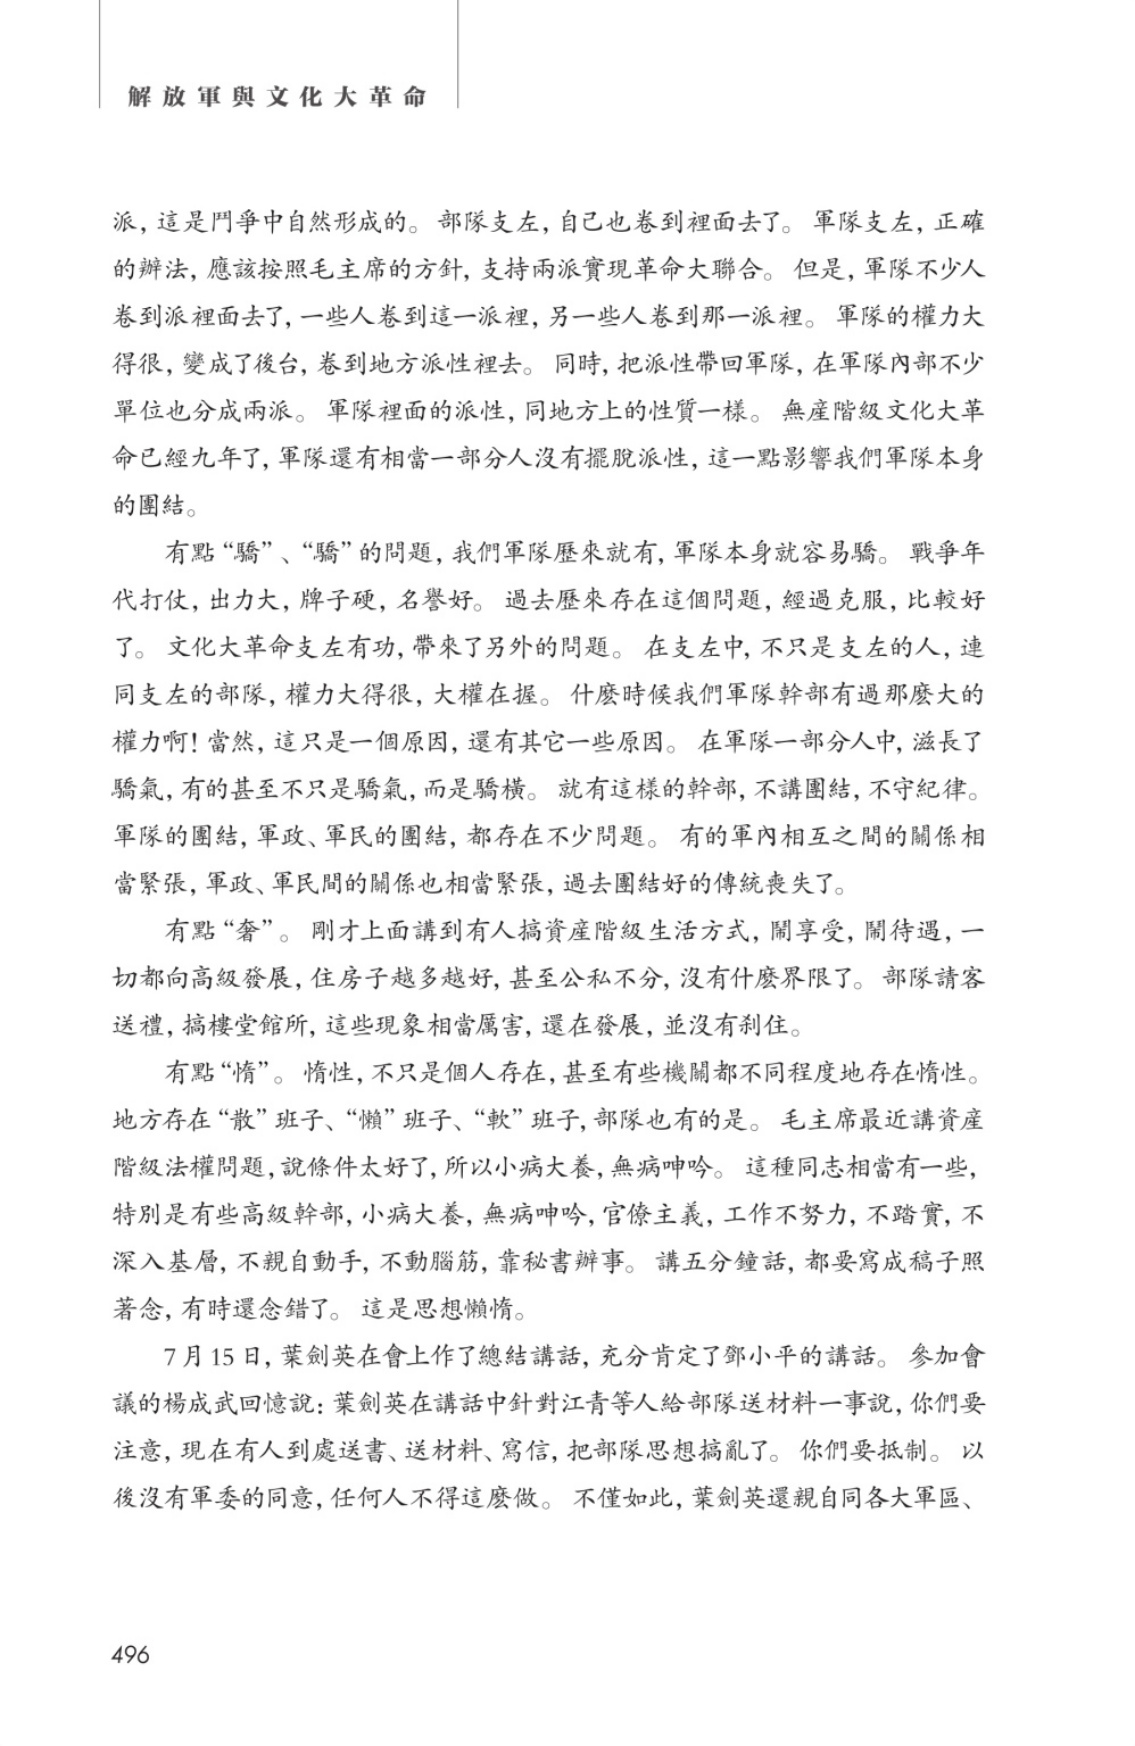 解放軍與文化大革命
派，這是鬥爭中自然形成的。部隊支左，自己也卷到裡面去了。軍隊支左，正確
的辦法，應該按照毛主席的方針，支持兩派實現革命大聯合。但是，軍隊不少人
卷到派裡面去了，一些人卷到這一派裡，另一些人卷到那一派裡。軍隊的權力大
得很，變成了後台，卷到地方派性裡去。同時，把派性帶回軍隊，在軍隊內部不少
單位也分成兩派。軍隊裡面的派性，同地方上的性質一樣。無產階級文化大革
命已經九年了，軍隊還有相當一部分人沒有擺脫派性，這一點影響我們軍隊本身
的團結。
有點“驕”、“驕”的問題，我們軍隊歷來就有，軍隊本身就容易驕。戰爭年
代打仗，出力大，牌子硬，名譽好。過去歷來存在這個問題，經過克服，比較好
了。文化大革命支左有功，帶來了另外的問題。在支左中，不只是支左的人，連
同支左的部隊，權力大得很，大權在握。什麼時候我們軍隊幹部有過那麼大的
權力啊！當然，這只是一個原因，還有其它一些原因。在軍隊一部分人中，滋長了
驕氣，有的甚至不只是驕氣，而是驕橫。就有這樣的幹部，不講團結，不守紀律。
軍隊的團結，軍政、軍民的團結，都存在不少問題。有的軍內相互之間的關係相
當緊張，軍政、軍民間的關係也相當緊張，過去團結好的傳統喪失了。
有點“奢”。剛才上面講到有人搞資產階級生活方式，鬧享受，鬧待遇，一
切都向高級發展，住房子越多越好，甚至公私不分，沒有什麼界限了。部隊請客
送禮，搞樓堂館所，這些現象相當厲害，還在發展，並沒有剎住。
有點“惰”。惰性，不只是個人存在，甚至有些機關都不同程度地存在惰性。
地方存在“散”班子、“懶”班子、“軟”班子，部隊也有的是。毛主席最近講資產
階級法權問題，說條件太好了，所以小病大養，無病呻吟。這種同志相當有一些，
特別是有些高級幹部，小病大養，無病呻吟，官僚主義，工作不努力，不踏實，不
深入基層，不親自動手，不動腦筋，靠秘書辦事。講五分鐘話，都要寫成稿子照
著念，有時還念錯了。這是思想懶惰。
7月15日，葉劍英在會上作了總結講話，充分肯定了鄧小平的講話。參加會
議的楊成武回憶說：葉劍英在講話中針對江青等人給部隊送材料一事說，你們要
注意，現在有人到處送書、送材料、寫信，把部隊思想搞亂了。你們要抵制。以
後沒有軍委的同意，任何人不得這麼做。不僅如此，葉劍英還親自同各大軍區、
496